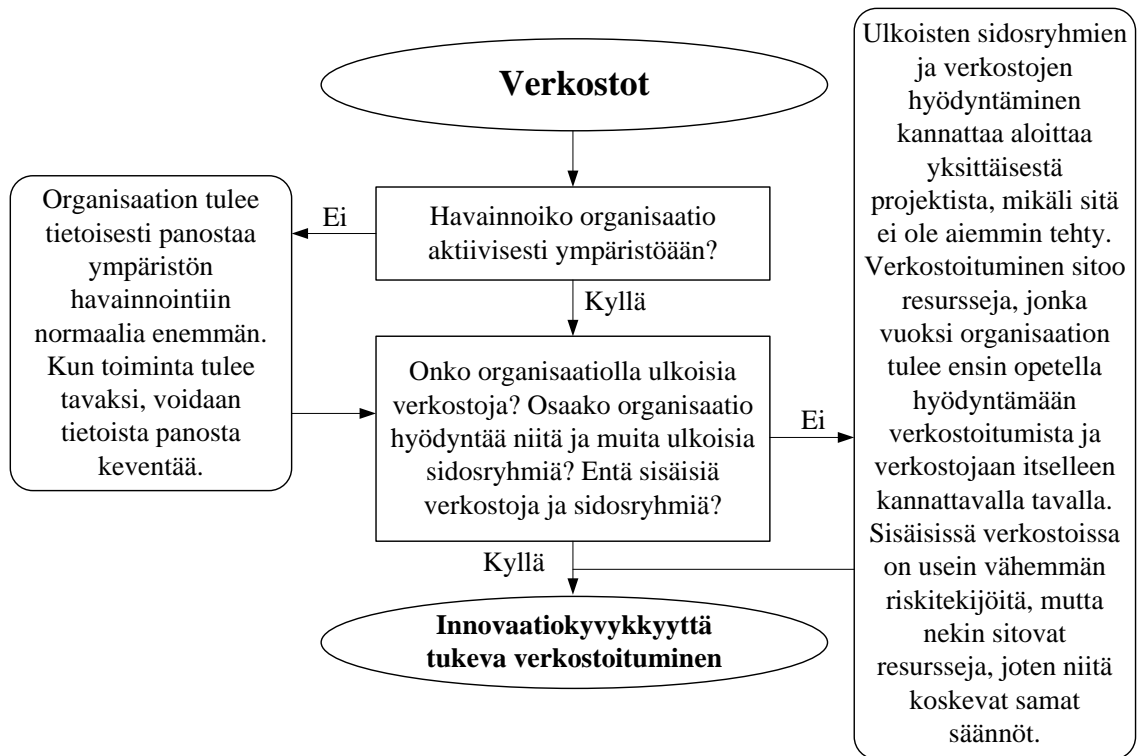 Verkostot
Havainnoiko organisaatio
aktiivisesti ympäristöään?
Ei
Organisaation tulee
tietoisesti panostaa
ympäristön
havainnointiin
normaalia enemmän.
Kun toiminta tulee
tavaksi, voidaan
tietoista panosta
keventää.
Kyllä
Onko organisaatiolla ulkoisia
verkostoja? Osaako organisaatio
hyödyntää niitä ja muita ulkoisia
sidosryhmiä? Entä sisäisiä
verkostoja ja sidosryhmiä?
Ei
Ulkoisten sidosryhmien
ja verkostojen
hyödyntäminen
kannattaa aloittaa
yksittäisestä
projektista, mikäli sitä
ei ole aiemmin tehty.
Verkostoituminen sitoo
resursseja, jonka
vuoksi organisaation
tulee ensin opetella
hyödyntämään
verkostoitumista ja
verkostojaan itselleen
kannattavalla tavalla.
Sisäisissä verkostoissa
on usein vähemmän
riskitekijöitä, mutta
nekin sitovat
resursseja, joten niitä
koskevat samat
säännöt.
Kyllä
Innovaatiokyvykkyyttä
tukeva verkostoituminen